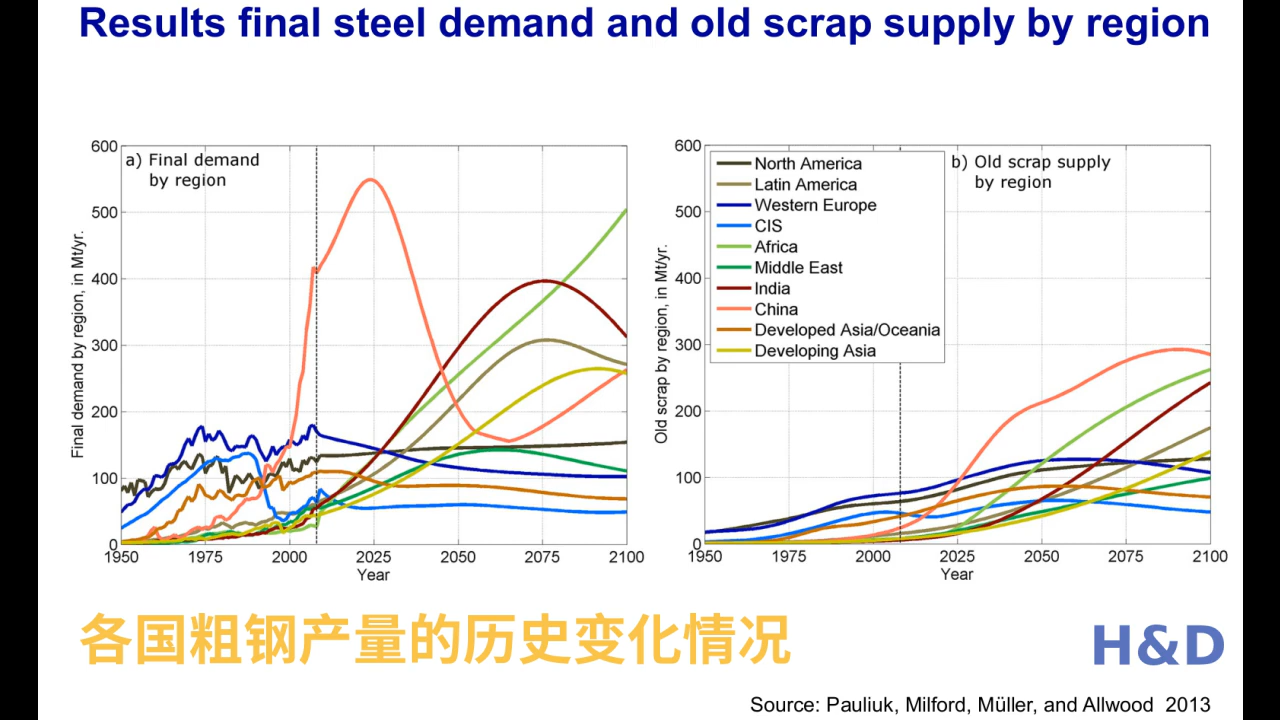 Results final steel demand and old scrap supply by region
a) Final demand
by region
Final demand by region, in Mt/yr.
600
500
400
300
200
100
0
1950
1975
2000
2025
2050
2075
2100
Year
b) Old scrap supply
by region
North America
Latin America
Western Europe
CIS
Africa
Middle East
India
China
Developed Asia/Oceania
Developing Asia
Old scrap by region, in Mt/yr.
600
500
400
300
200
100
0
1950
1975
2000
2025
2050
2075
2100
Year
各国粗钢产量的历史变化情况
H&D
Source: Pauliuk, Milford, Müller, and Allwood 2013